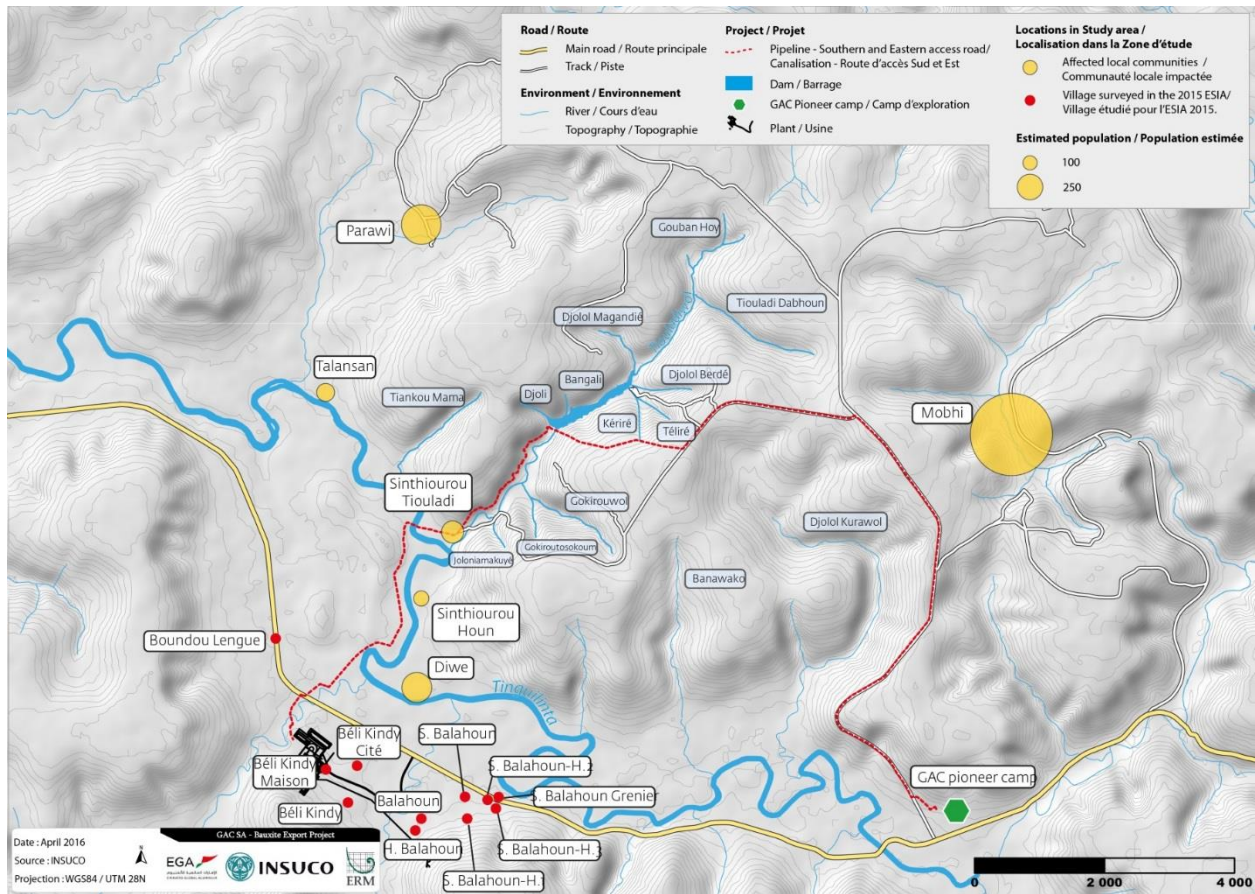 Road / Route
Main road / Route principale
Track / Piste
Environment / Environnement
River / Cours d'eau
Topography / Topographie
Project / Projet
Pipeline - Southern and Eastern access road/
Canalisation - Route d'accès Sud et Est
Dam / Barrage
GAC Pioneer camp / Camp d'exploration
Plant / Usine
Locations in Study area /
Localisation dans la Zone d'étude
Affected local communities /
Communauté locale impactée
Village surveyed in the 2015 ESIA/
Village étudié pour l'ESIA 2015.
Estimated population / Population estimée
100
250
Parawi
Gouban Hoy
Tiouladi Dabhoun
Djolol Magandié
Talansan
Tiankou Mama
Djoli
Bangali
Djolol Berdé
Kériré
Téliré
Mobhi
Sinthiourou
Tiouladi
Gokirouwol
Gokiroutosokoum
Joloniamakuyé
Djolol Kurawol
Banawako
Sinthiourou
Houn
Boundou Lengue
Diwe
Tinguilinta
Béli Kindy
Cité
Béli Kindy
Maison
Béli Kindy
S. Balahoun
S. Balahoun-H.2
S. Balahoun Grenier
Balahoun
H. Balahoun
S. Balahoun-H.3
S. Balahoun-H.1
GAC pioneer camp
GAC SA - Bauxite Export Project
Date : April 2016
Source : INSUCO
Projection : WGS84 / UTM 28N
N
EGA
INSUCO
ERM
0
2 000
4 000